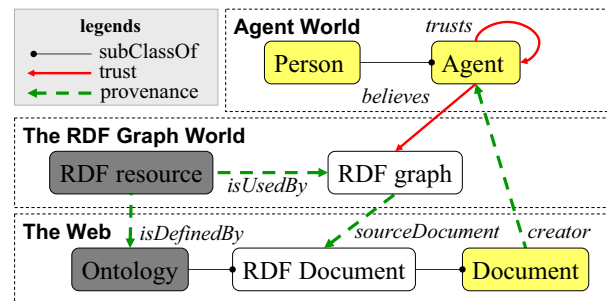 legends
subClassOf
trust
provenance
Agent World
trusts
Person
Agent
believes
The RDF Graph World
RDF resource
isUsedBy
RDF graph
The Web
isDefinedBy
sourceDocument
creator
Ontology
RDF Document
Document